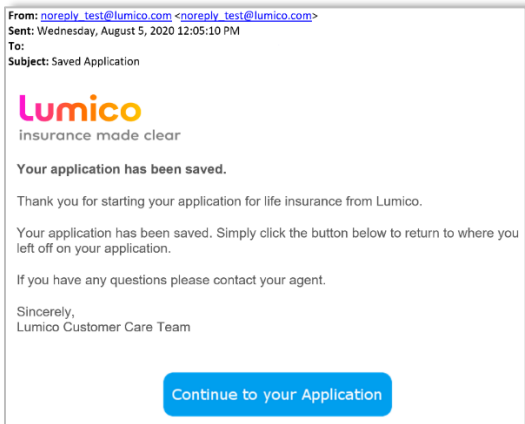 From: noreply_test@lumico.com <noreply_test@lumico.com>
Sent: Wednesday, August 5, 2020 12:05:10 PM
To:
Subject: Saved Application
Lumico
insurance made clear
Your application has been saved.
Thank you for starting your application for life insurance from Lumico.
Your application has been saved. Simply click the button below to return to where you
left off on your application.
If you have any questions please contact your agent.
Sincerely,
Lumico Customer Care Team
Continue to your Application